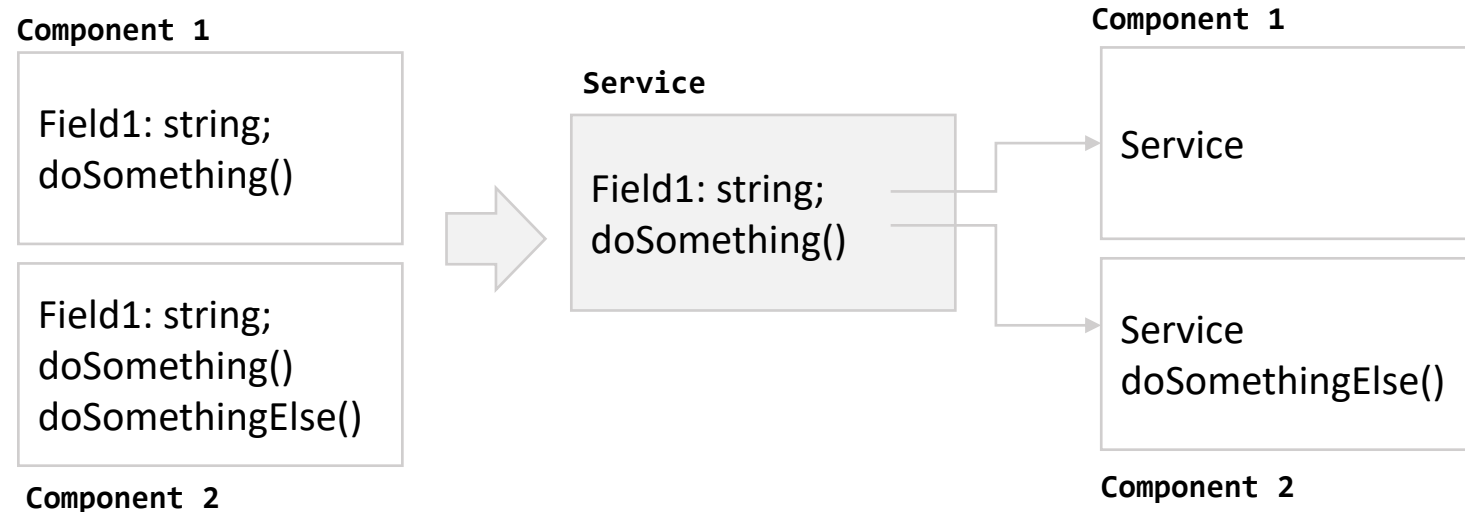 Component 1
Field1: string;
doSomething()
Field1: string;
doSomething()
doSomethingElse()
Component 2
Service
Field1: string;
doSomething()
Component 1
Service
Service
doSomethingElse()
Component 2